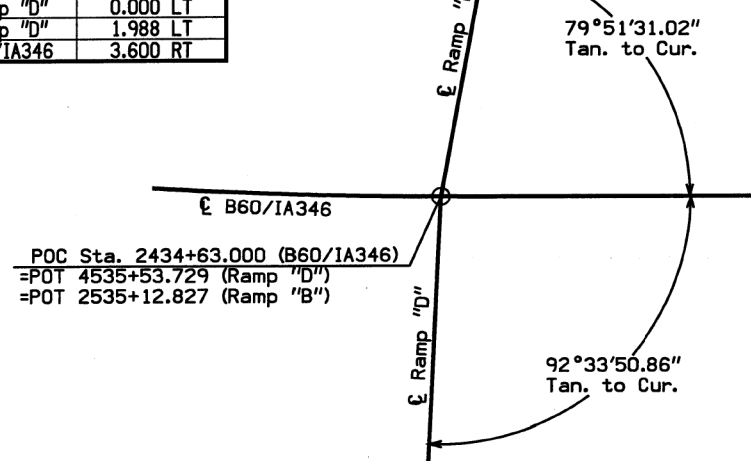 "D" 0.000 LT
"D" 1.988 LT
/IA346 3.600 RT
79°51'31.02"
Tan. to Cur.
℄ Ramp
℄ B60/IA346
POC Sta. 2434+63.000 (B60/IA346)
=POT 4535+53.729 (Ramp "D")
=POT 2535+12.827 (Ramp "B")
℄ Ramp "D"
92°33'50.86"
Tan. to Cur.